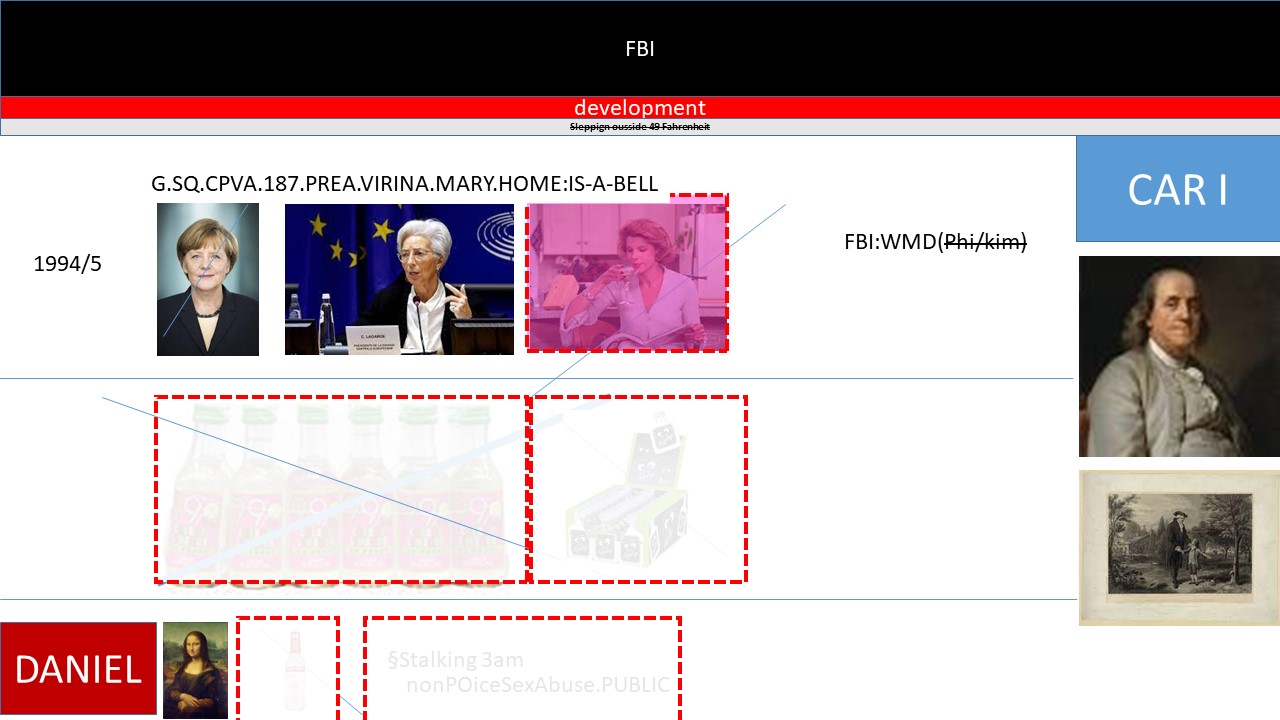 FBI
development
Sleppign ousside 49 Fahrenheit
G.SQ.CPVA.187.PREA.VIRINA.MARY.HOME:IS-A-BELL
CAR I
FBI:WMD(Phi/kim)
1994/5
C. LAGARDE
DANIEL
§Stalking 3am
nonPOiceSexAbuse.PUBLIC